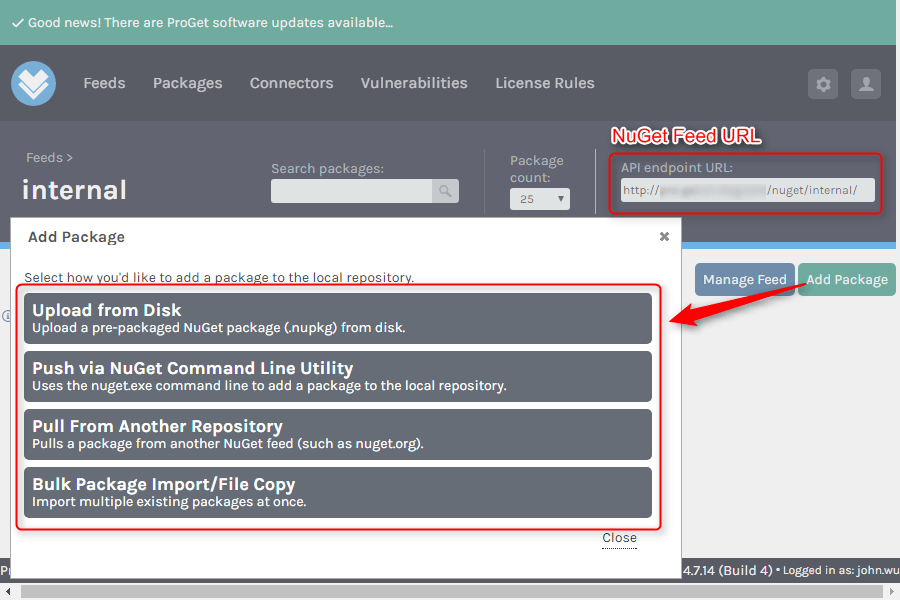 Good news! There are ProGet software updates available...
Feeds Packages Connectors Vulnerabilities License Rules
NuGet Feed URL
Feeds >
internal
Search packages:
Package
count:
25
API endpoint URL:
http:// /nuget/internal/
Add Package
Select how you'd like to add a package to the local repository.
Manage Feed
Add Package
Upload from Disk
Upload a pre-packaged NuGet package (.nupkg) from disk.
Push via NuGet Command Line Utility
Uses the nuget.exe command line to add a package to the local repository.
Pull From Another Repository
Pulls a package from another NuGet feed (such as nuget.org).
Bulk Package Import/File Copy
Import multiple existing packages at once.
Close
4.7.14 (Build 4) • Logged in as: john.wu